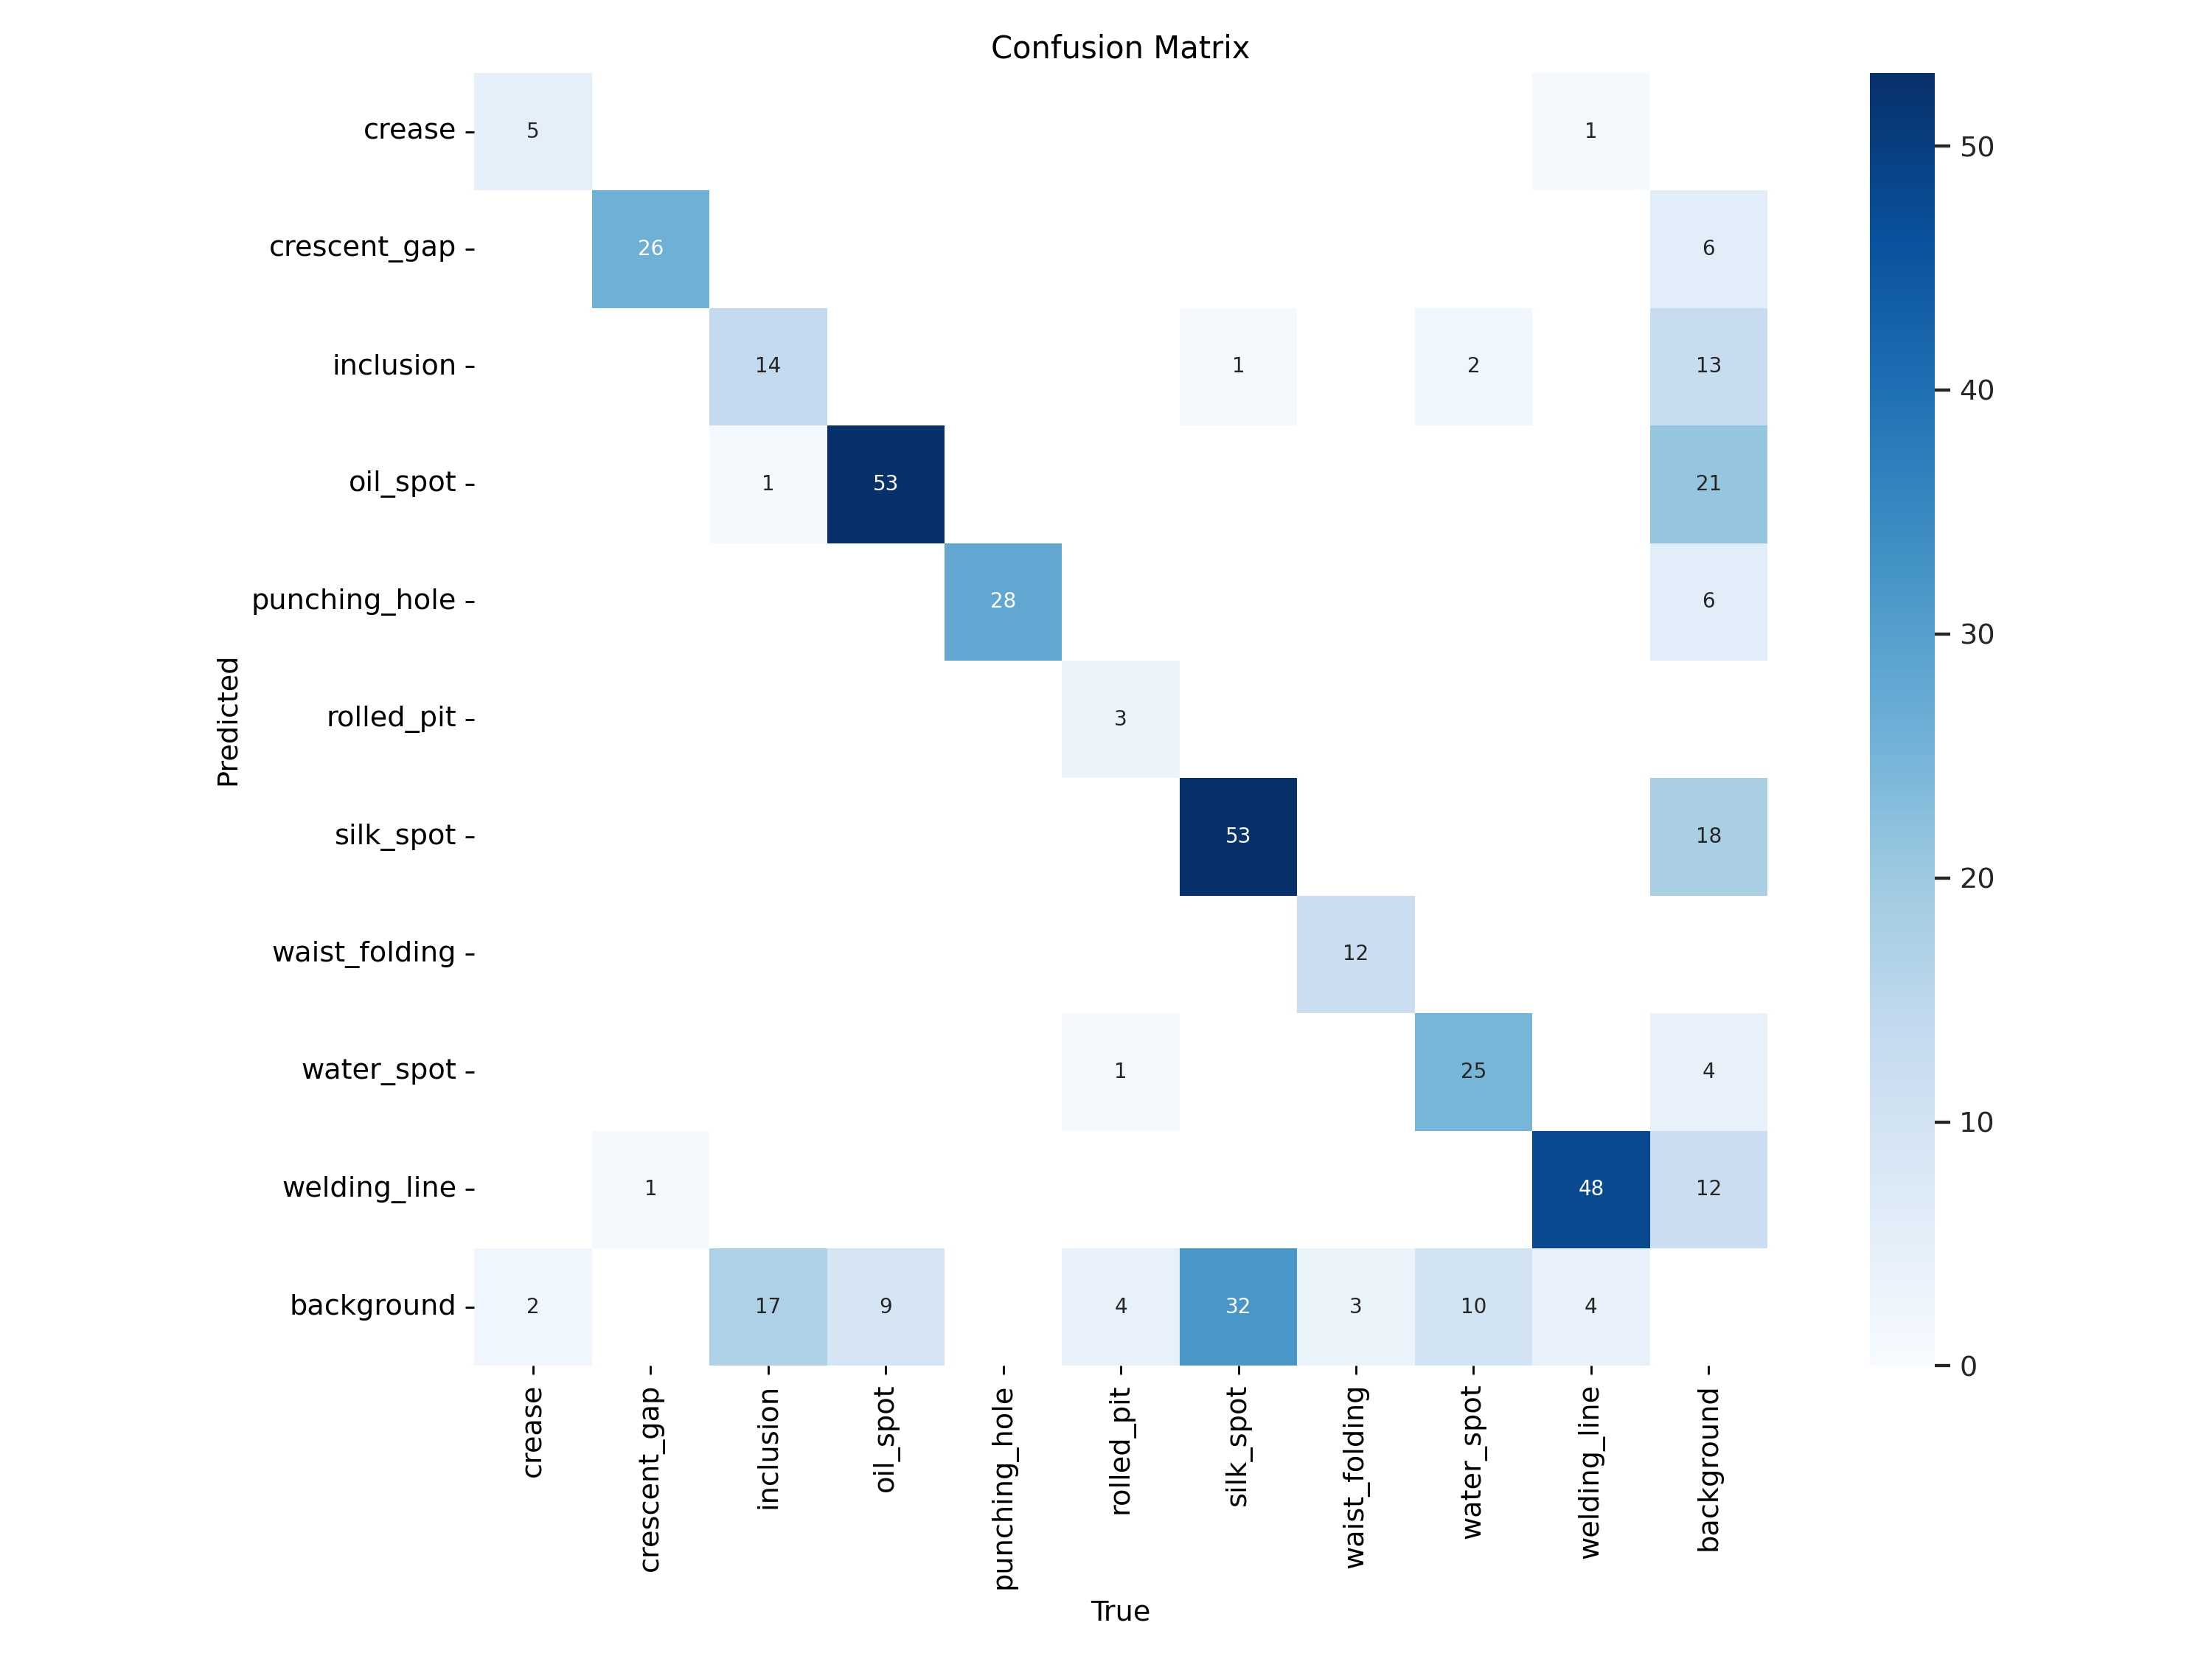 Confusion Matrix
crease 5 1
crescent_gap 26 6
inclusion 14 1 2 13
oil_spot 1 53 21
punching_hole 28 6
rolled_pit 3
silk_spot 53 18
waist_folding 12
water_spot 1 25 4
welding_line 1 48 12
background 2 17 9 4 32 3 10 4
Predicted
crease
crescent_gap
inclusion
oil_spot
punching_hole
rolled_pit
silk_spot
waist_folding
water_spot
welding_line
background
True
50
40
30
20
10
0